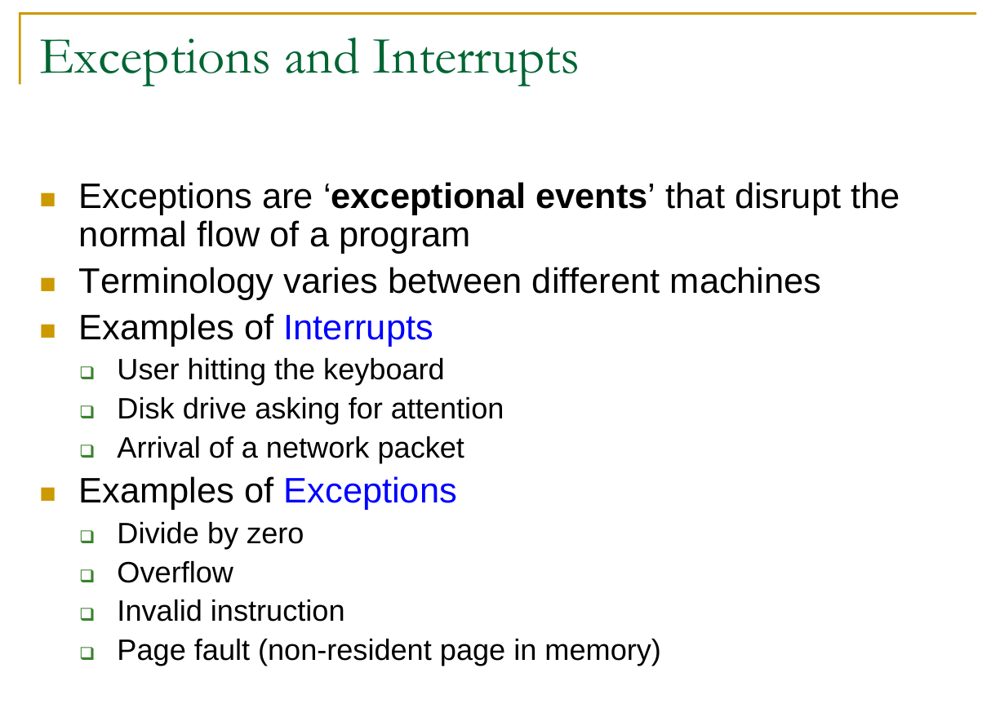 Exceptions and Interrupts
Exceptions are ‘exceptional events’ that disrupt the
normal flow of a program
Terminology varies between different machines
Examples of Interrupts
User hitting the keyboard
Disk drive asking for attention
Arrival of a network packet
Examples of Exceptions
Divide by zero
Overflow
Invalid instruction
Page fault (non-resident page in memory)